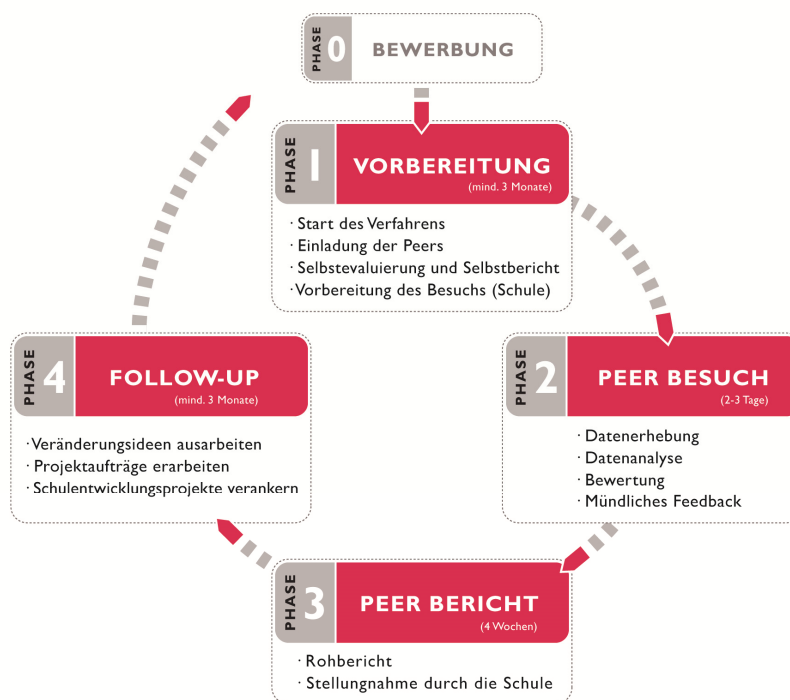 PHASE 0 BEWERBUNG
PHASE 1 VORBEREITUNG
(mind. 3 Monate)
· Start des Verfahrens
· Einladung der Peers
· Selbstevaluierung und Selbstbericht
· Vorbereitung des Besuchs (Schule)
PHASE 2 PEER BESUCH
(2-3 Tage)
· Datenerhebung
· Datenanalyse
· Bewertung
· Mündliches Feedback
PHASE 3 PEER BERICHT
(4 Wochen)
· Rohbericht
· Stellungnahme durch die Schule
PHASE 4 FOLLOW-UP
(mind. 3 Monate)
· Veränderungsideen ausarbeiten
· Projektaufträge erarbeiten
· Schulentwicklungsprojekte verankern